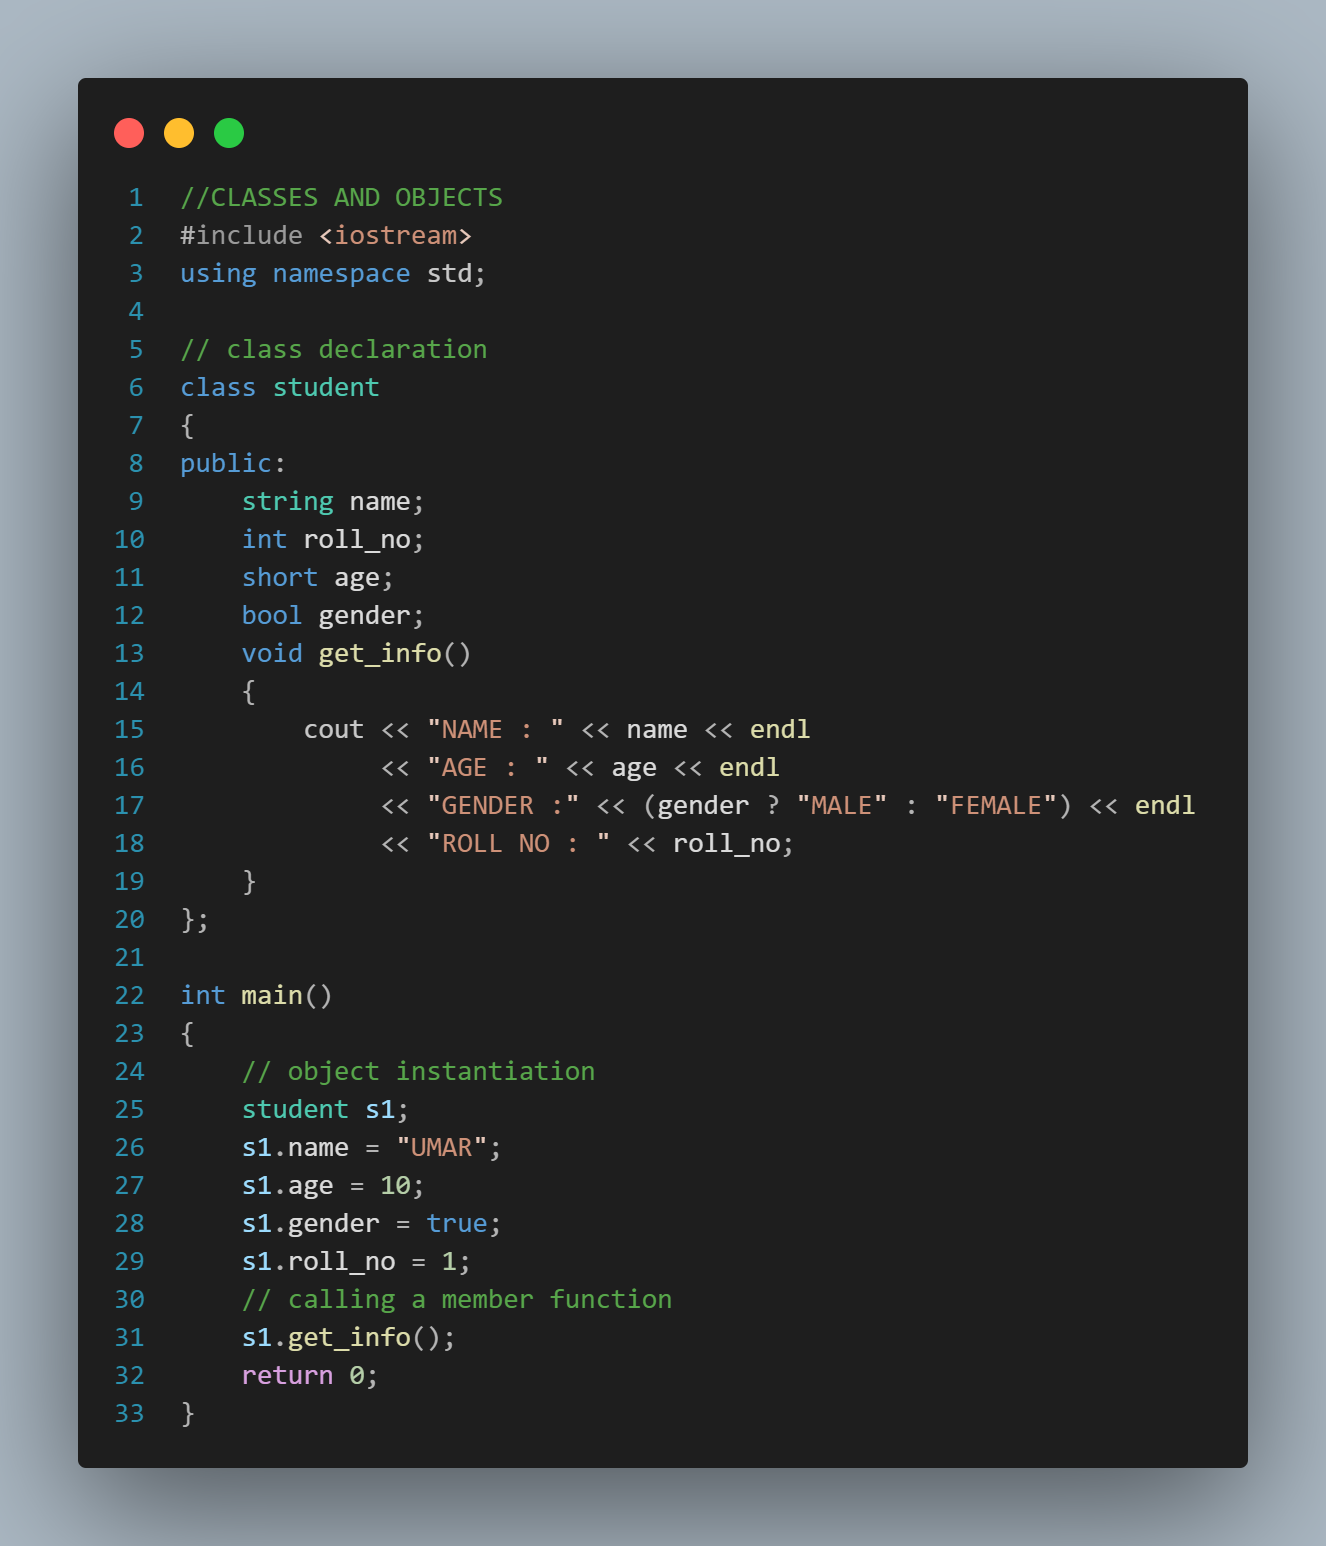 1 //CLASSES AND OBJECTS
2 #include <iostream>
3 using namespace std;
4
5 // class declaration
6 class student
7 {
8 public:
9     string name;
10     int roll_no;
11     short age;
12     bool gender;
13     void get_info()
14     {
15         cout << "NAME : " << name << endl
16              << "AGE : " << age << endl
17              << "GENDER :" << (gender ? "MALE" : "FEMALE") << endl
18              << "ROLL NO : " << roll_no;
19     }
20 };
21
22 int main()
23 {
24     // object instantiation
25     student s1;
26     s1.name = "UMAR";
27     s1.age = 10;
28     s1.gender = true;
29     s1.roll_no = 1;
30     // calling a member function
31     s1.get_info();
32     return 0;
33 }